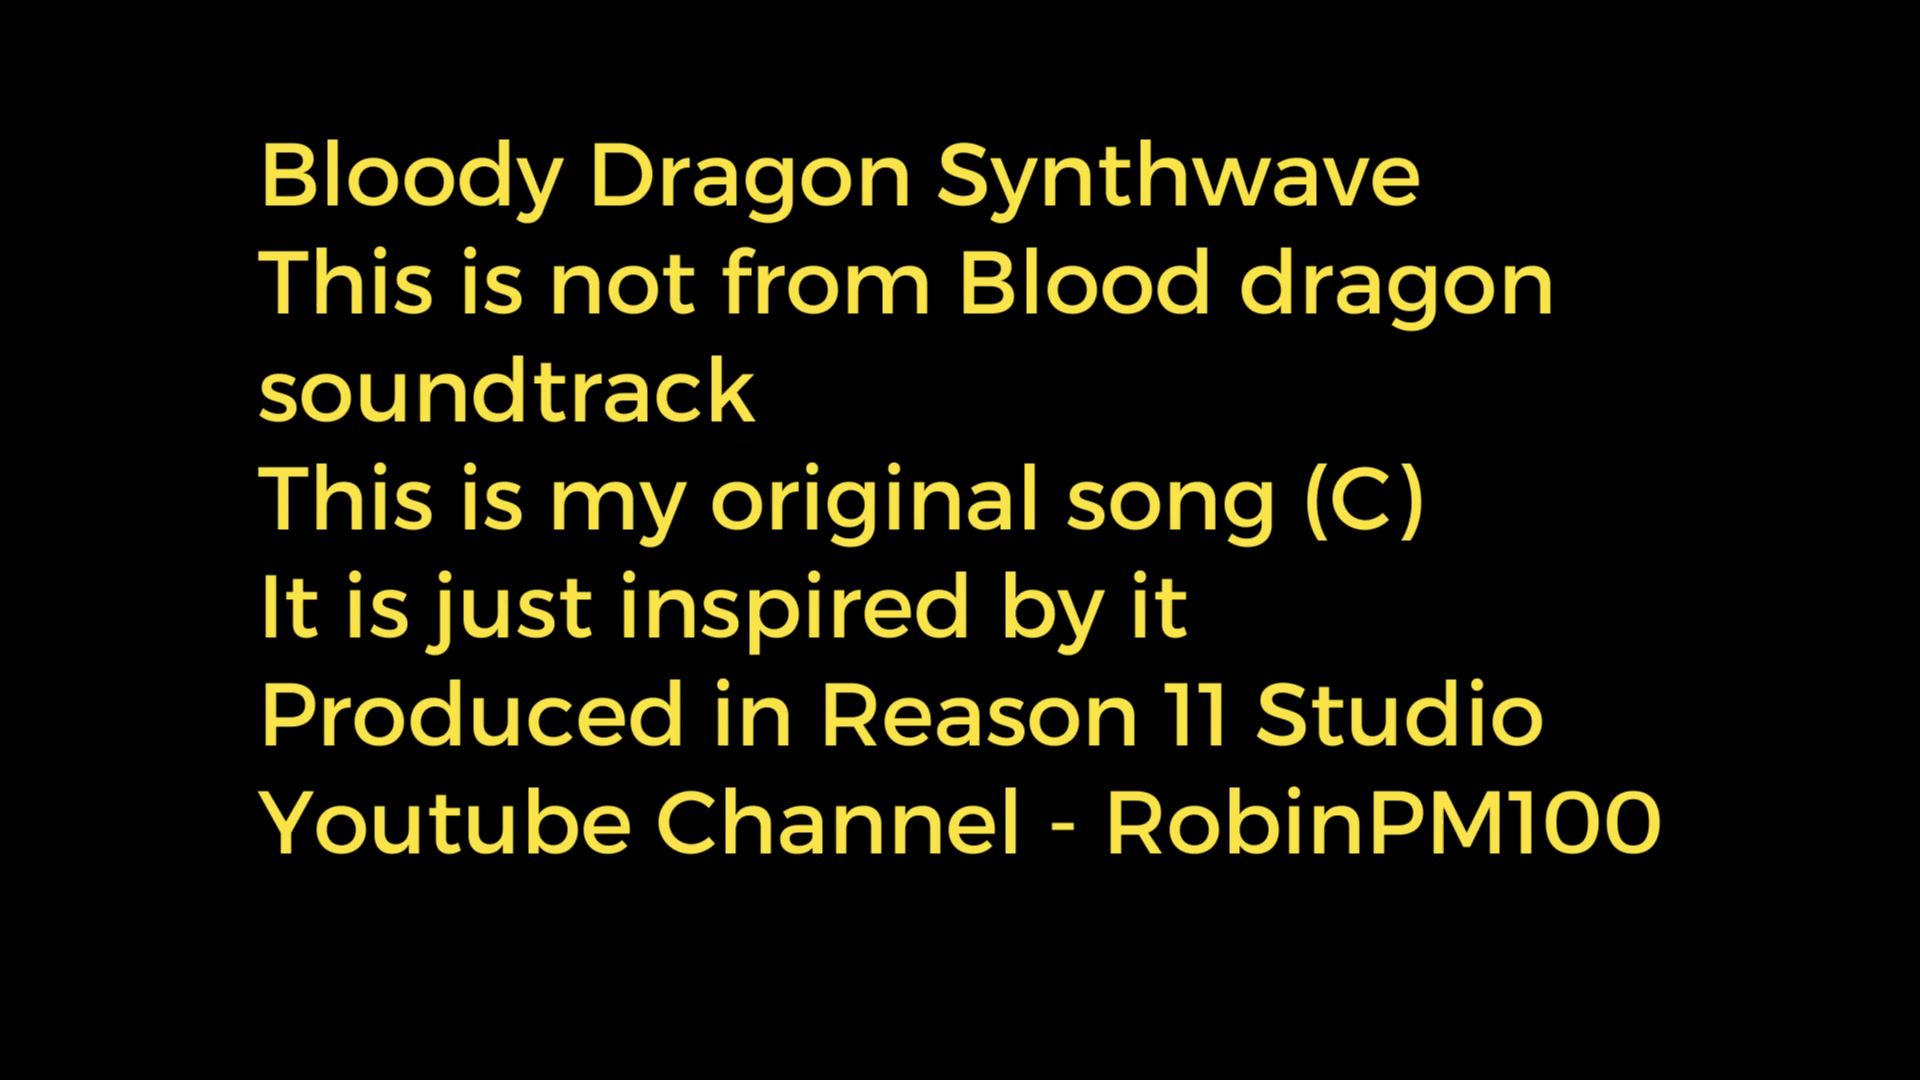 Bloody Dragon Synthwave
This is not from Blood dragon
soundtrack
This is my original song (C)
It is just inspired by it
Produced in Reason 11 Studio
Youtube Channel - RobinPM100